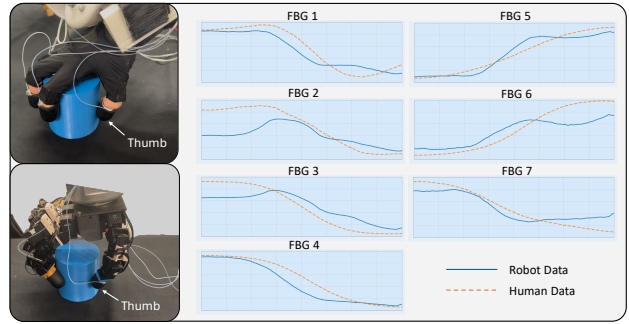 FBG 1
FBG 5
FBG 2
FBG 6
Thumb
FBG 3
FBG 7
FBG 4
Robot Data
Human Data
Thumb